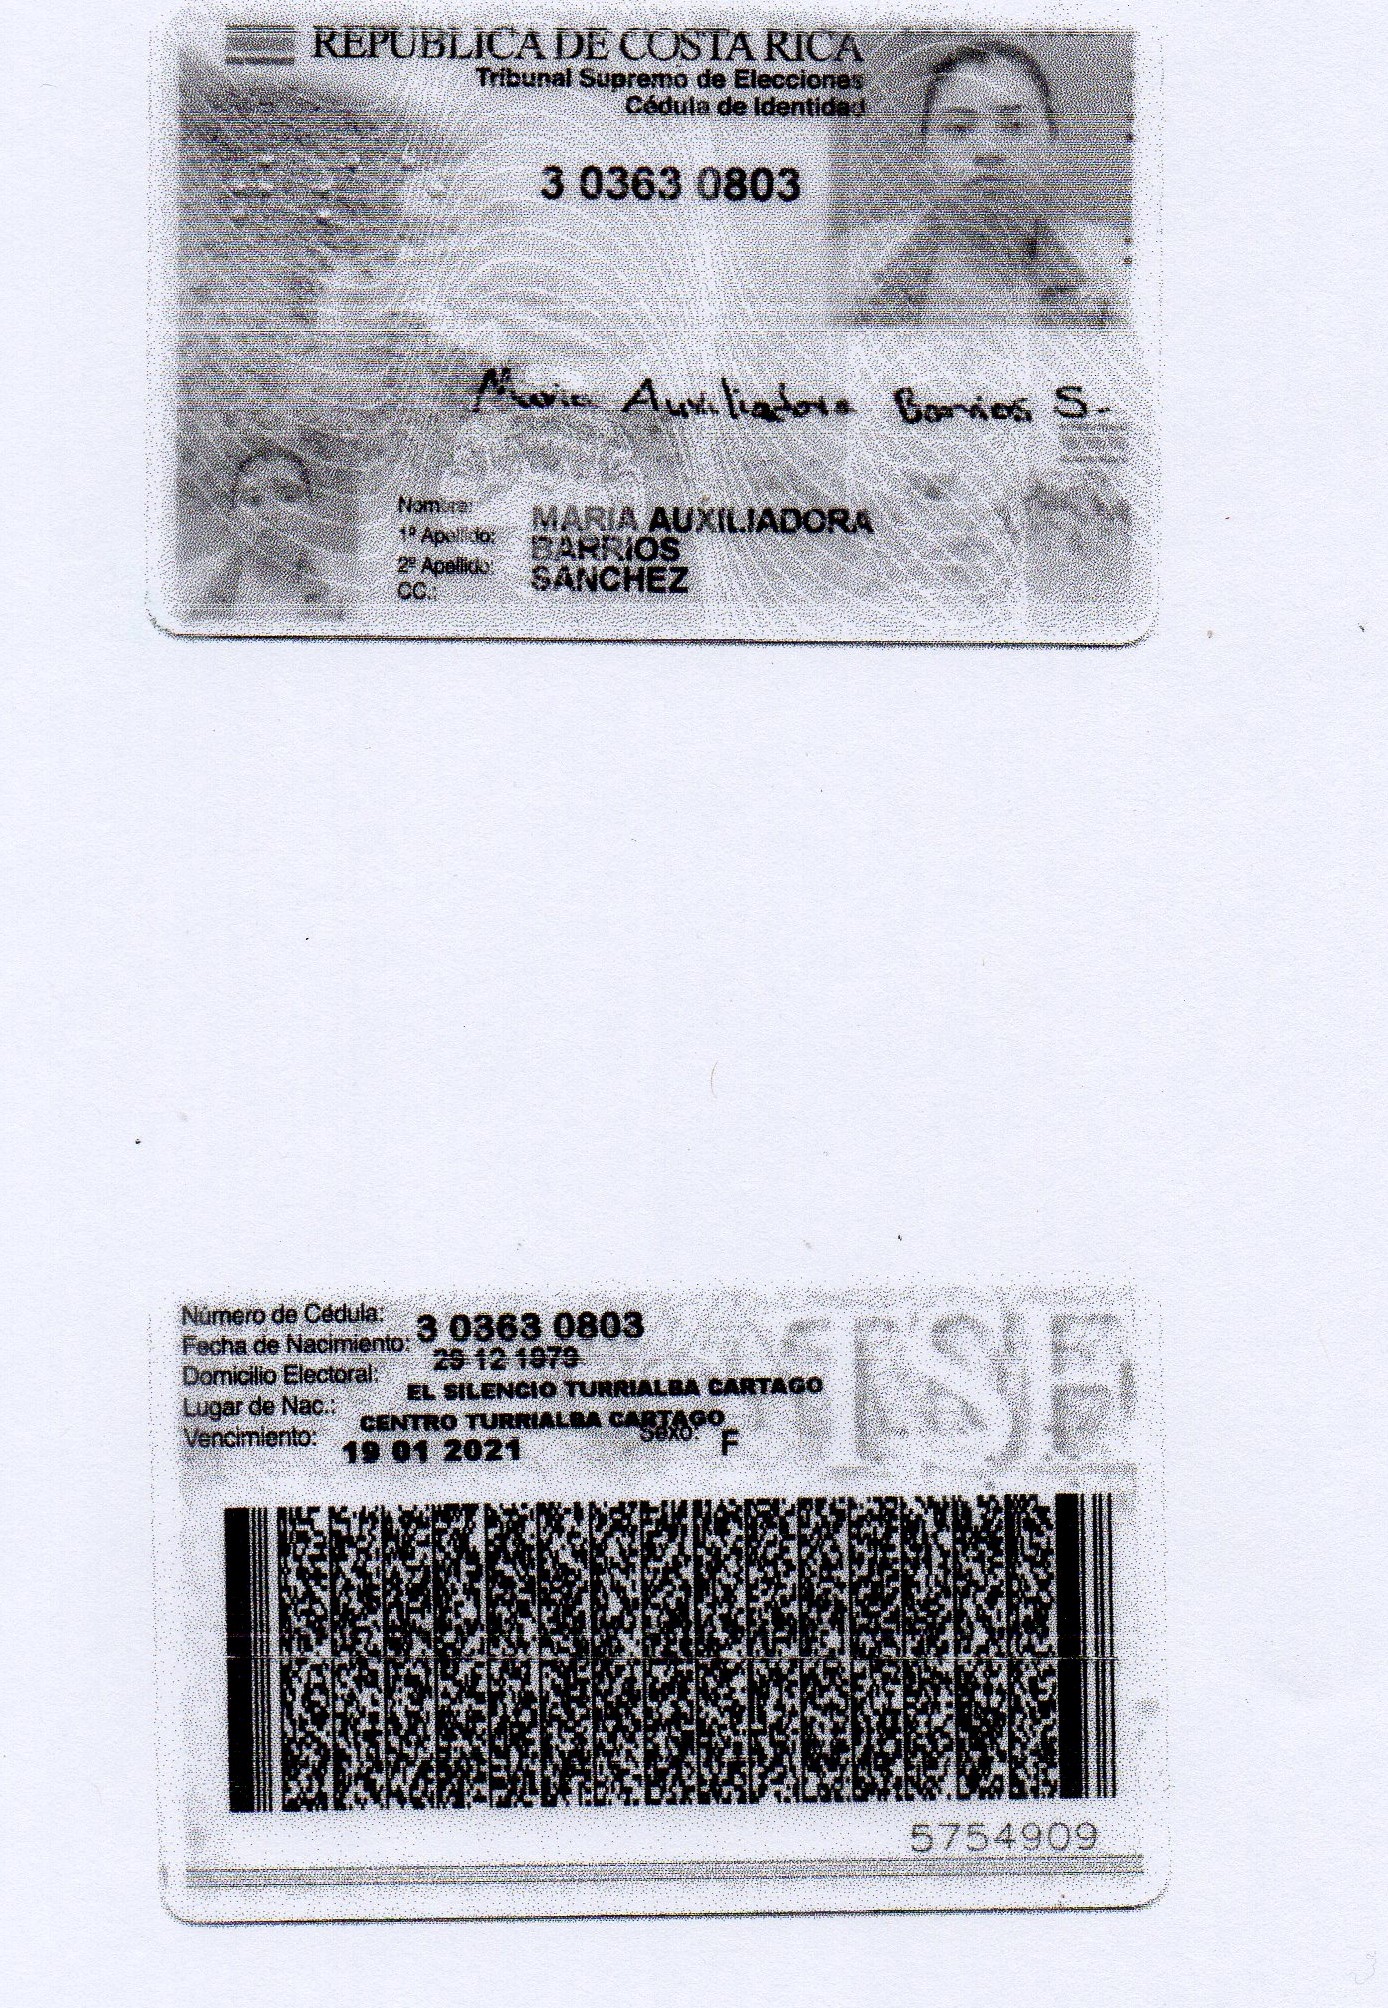 REPUBLICA DE COSTA RICA
Tribunal Supremo de Elecciones
Cédula de Identidad
3 0363 0803
Maria Auxiliadora Barrios S.
Nombre: MARIA AUXILIADORA
1º Apellido: BARRIOS
2º Apellido: SANCHEZ
CC.:
Número de Cédula: 3 0363 0803
Fecha de Nacimiento: 29 12 1979
Domicilio Electoral: EL SILENCIO TURRIALBA CARTAGO
Lugar de Nac.: CENTRO TURRIALBA CARTAGO
Vencimiento: 19 01 2021 Sexo: F
TSE
5754909